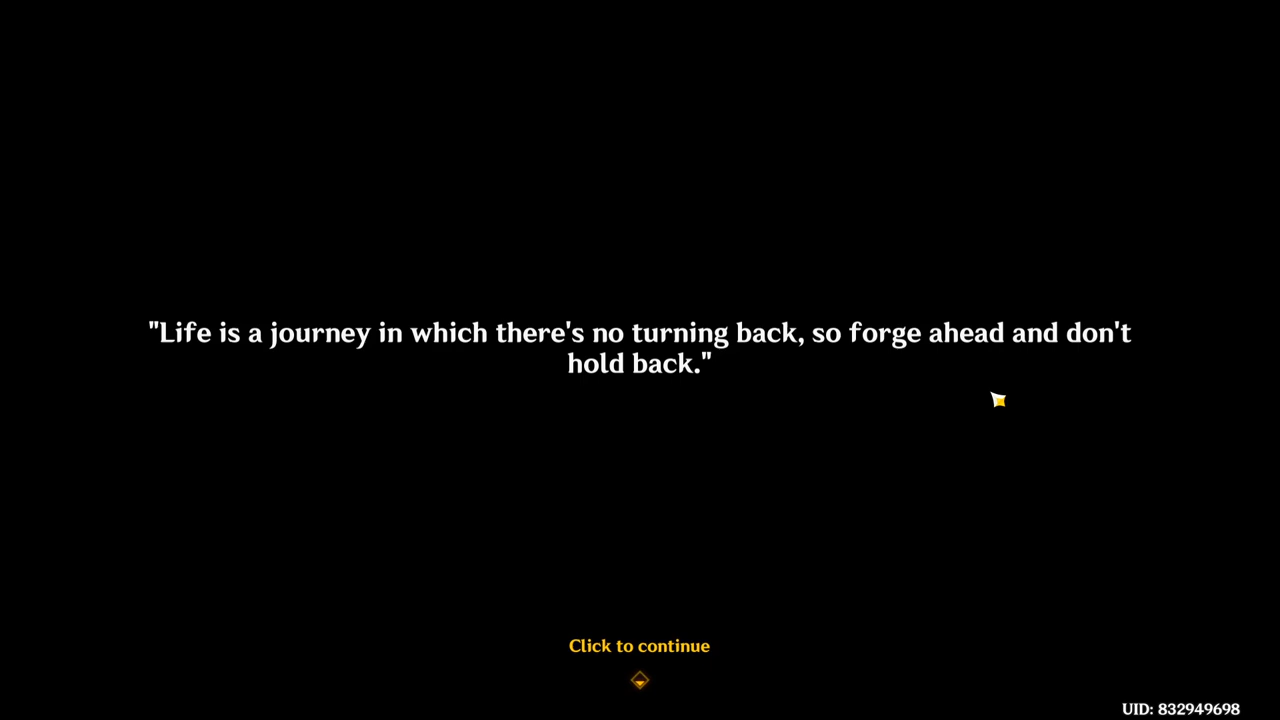 "Life is a journey in which there's no turning back, so forge ahead and don't
hold back."
Click to continue
UID: 832949698